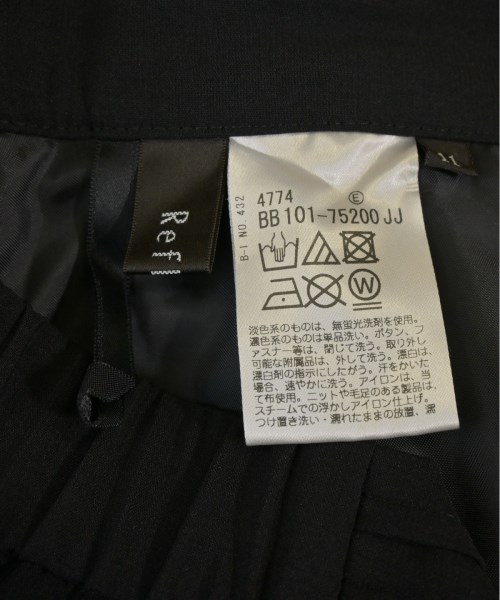 4774 E
BB101-75200JJ
B-1 NO 432
W
淡色系のものは、無蛍光洗剤を使用。
濃色系のものは単品洗い。ボタン、フ
ァスナー等は、閉じて洗う。取り外し
可能な附属品は、外して洗う。漂白は、
漂白剤の指示にしたがう。汗をかいた
場合、速やかに洗う。アイロンは、当
て布使用。ニットや毛足のある製品は、
スチームでの浮かしアイロン仕上げ。
つけ置き洗い・濡れたままの放置、濡
11